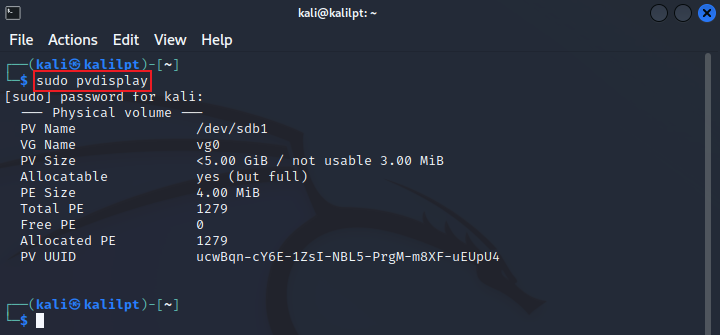 kali@kalilpt: ~
File Actions Edit View Help
┌──(kali㉿kalilpt)-[~]
└─$ sudo pvdisplay
[sudo] password for kali:
--- Physical volume ---
PV Name /dev/sdb1
VG Name vg0
PV Size <5.00 GiB / not usable 3.00 MiB
Allocatable yes (but full)
PE Size 4.00 MiB
Total PE 1279
Free PE 0
Allocated PE 1279
PV UUID ucwBqn-cY6E-1ZsI-NBL5-PrgM-m8XF-uEUpU4
┌──(kali㉿kalilpt)-[~]
└─$